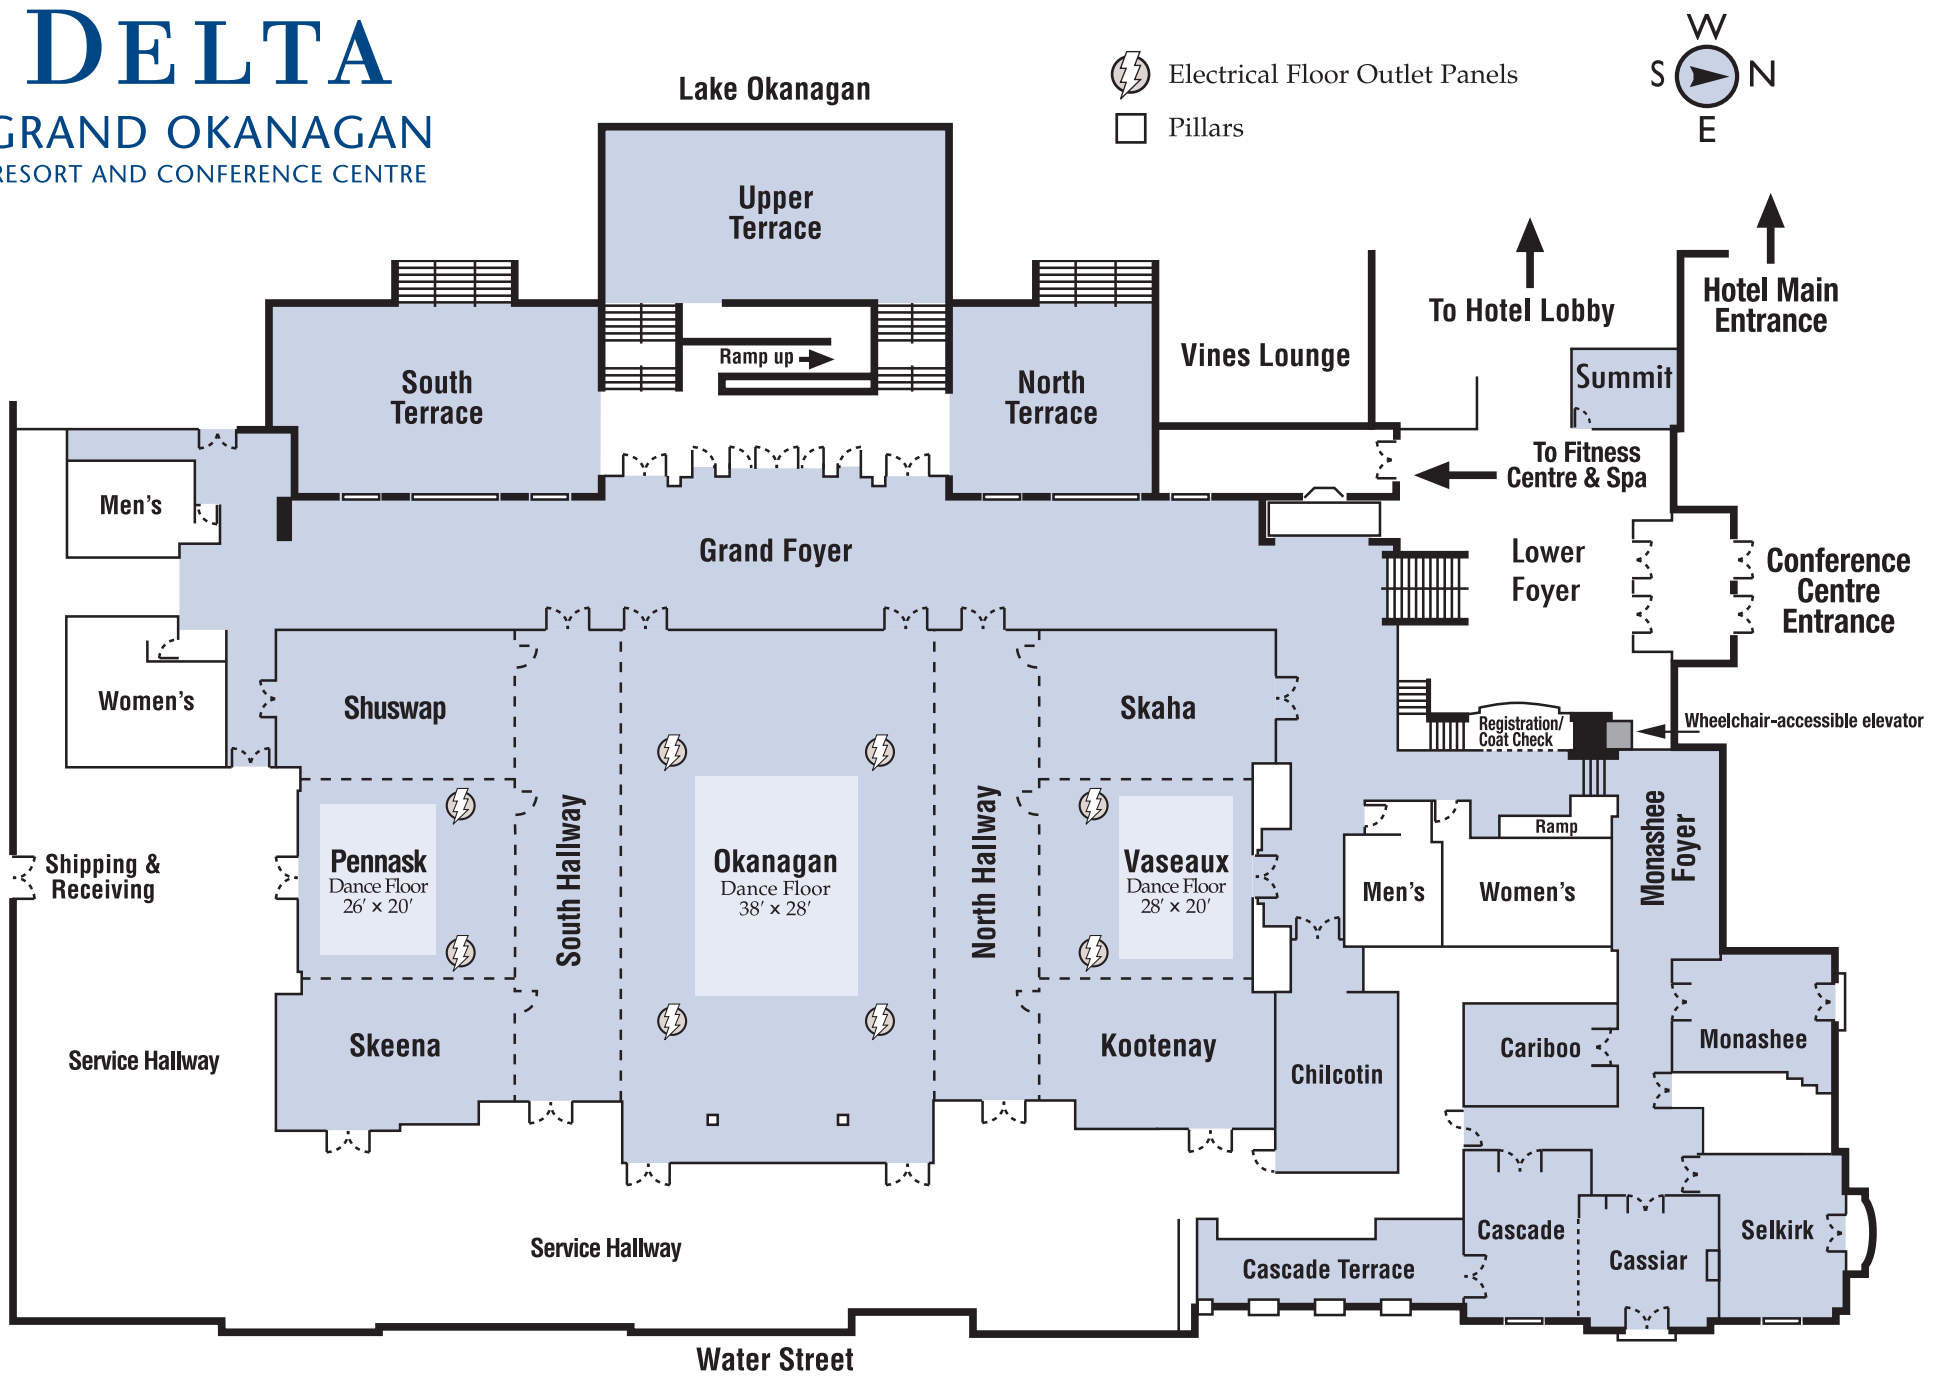 DELTA
GRAND OKANAGAN
RESORT AND CONFERENCE CENTRE
Lake Okanagan
Electrical Floor Outlet Panels
Pillars
W
S
N
E
Upper
Terrace
Ramp up
South
Terrace
North
Terrace
Vines Lounge
To Hotel Lobby
Hotel Main
Entrance
Summit
To Fitness
Centre & Spa
Men's
Grand Foyer
Lower
Foyer
Conference
Centre
Entrance
Women's
Shuswap
Skaha
Registration/
Coat Check
Wheelchair-accessible elevator
Shipping &
Receiving
Pennask
Dance Floor
26' x 20'
South Hallway
Okanagan
Dance Floor
38' x 28'
North Hallway
Vaseaux
Dance Floor
28' x 20'
Men's
Women's
Ramp
Monashee
Foyer
Service Hallway
Skeena
Kootenay
Chilcotin
Cariboo
Monashee
Service Hallway
Cascade Terrace
Cascade
Cassiar
Selkirk
Water Street